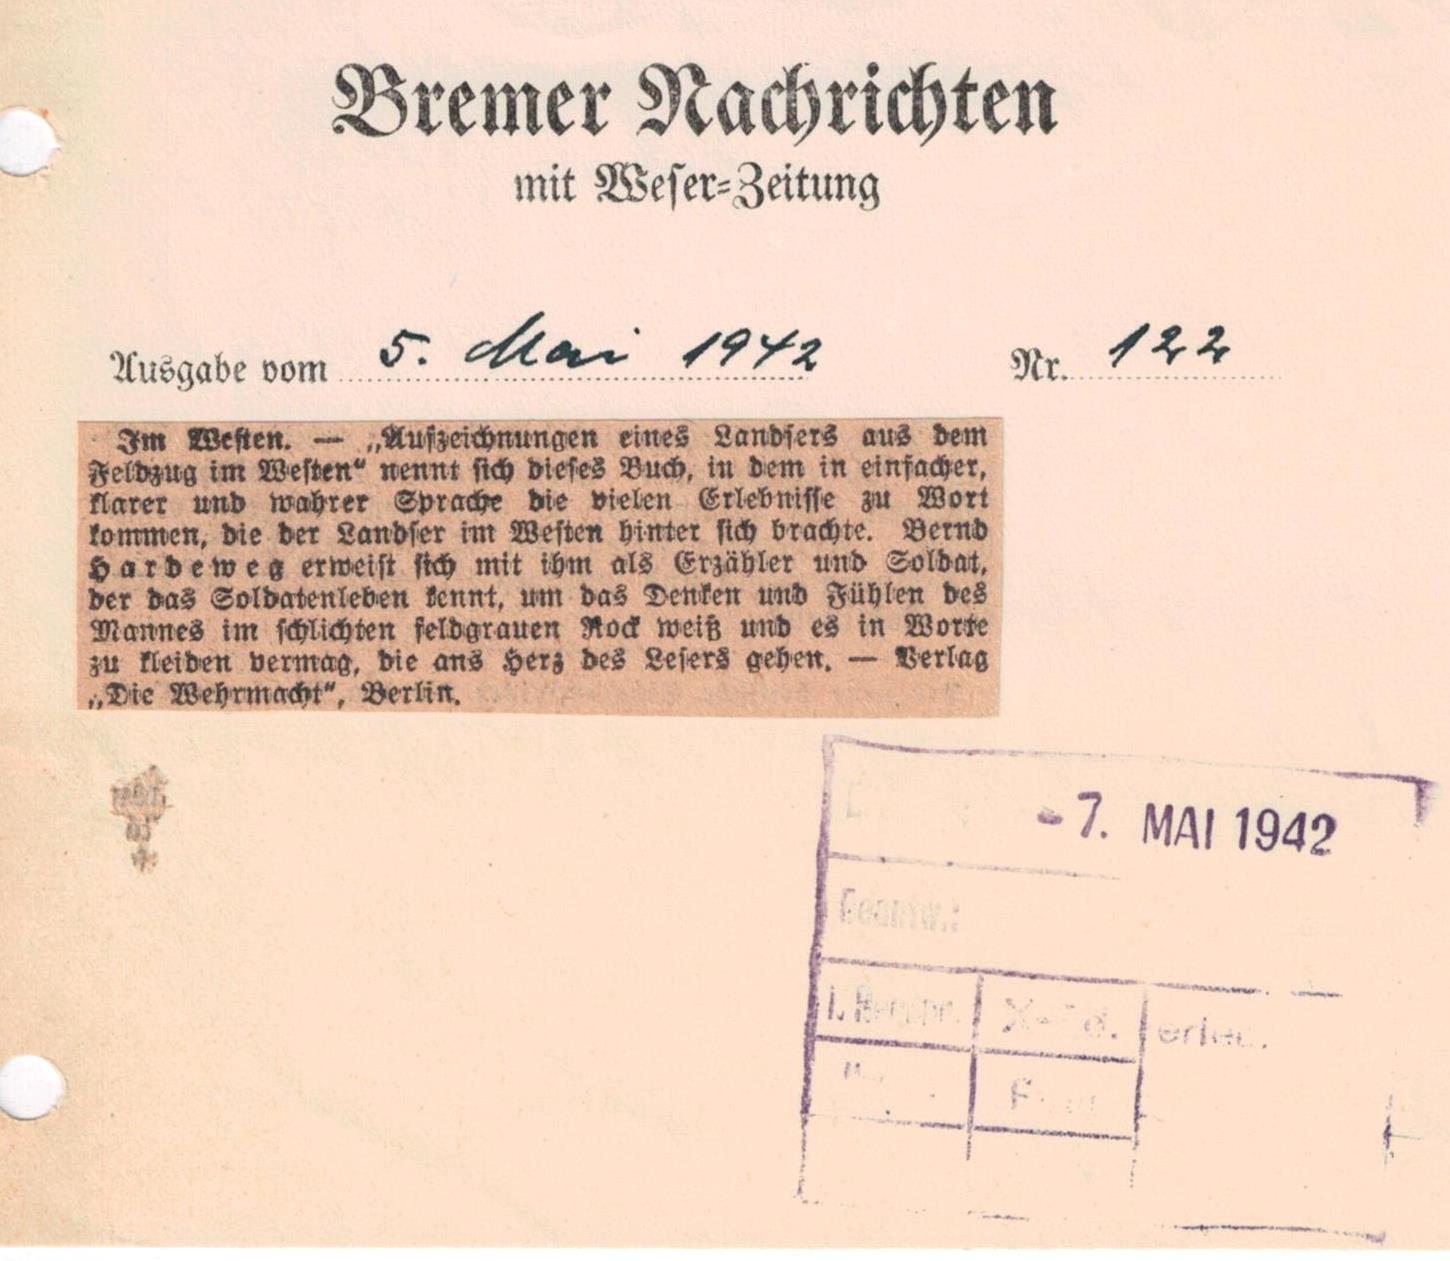 Bremer Nachrichten
mit Weser-Zeitung
Ausgabe vom 5. Mai 1942 Nr. 122
Im Westen. — „Aufzeichnungen eines Landsers aus dem
Feldzug im Westen“ nennt sich dieses Buch, in dem in einfacher,
klarer und wahrer Sprache die vielen Erlebnisse zu Wort
kommen, die der Landser im Westen hinter sich brachte. Bernd
Hardeweg erweist sich mit ihm als Erzähler und Soldat,
der das Soldatenleben kennt, um das Denken und Fühlen des
Mannes im schlichten feldgrauen Rock weiß und es in Worte
zu kleiden vermag, die ans Herz des Lesers gehen. — Verlag
„Die Wehrmacht“, Berlin.
-7. MAI 1942
Beantw.: